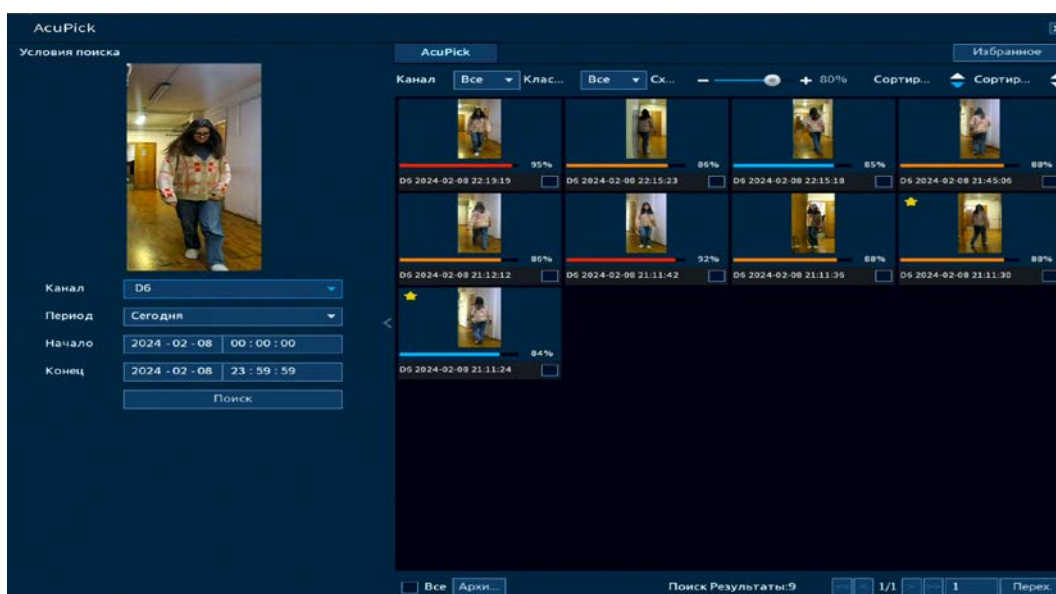 AcuPick
Условия поиска
AcuPick
Избранное
Канал Все Клас... Все Сх... 80% Сортир... Сортир...
95% 86% 85% 88%
D6 2024-02-08 22:19:19 D6 2024-02-08 22:15:23 D6 2024-02-08 22:15:18 D6 2024-02-08 21:45:06
86% 92% 88% 88%
D6 2024-02-08 21:12:12 D6 2024-02-08 21:11:42 D6 2024-02-08 21:11:36 D6 2024-02-08 21:11:30
84%
D6 2024-02-08 21:11:24
Канал D6
Период Сегодня
Начало 2024 - 02 - 08 00 : 00 : 00
Конец 2024 - 02 - 08 23 : 59 : 59
Поиск
Все Архи... Поиск Результаты:9 1/1 1 Перех